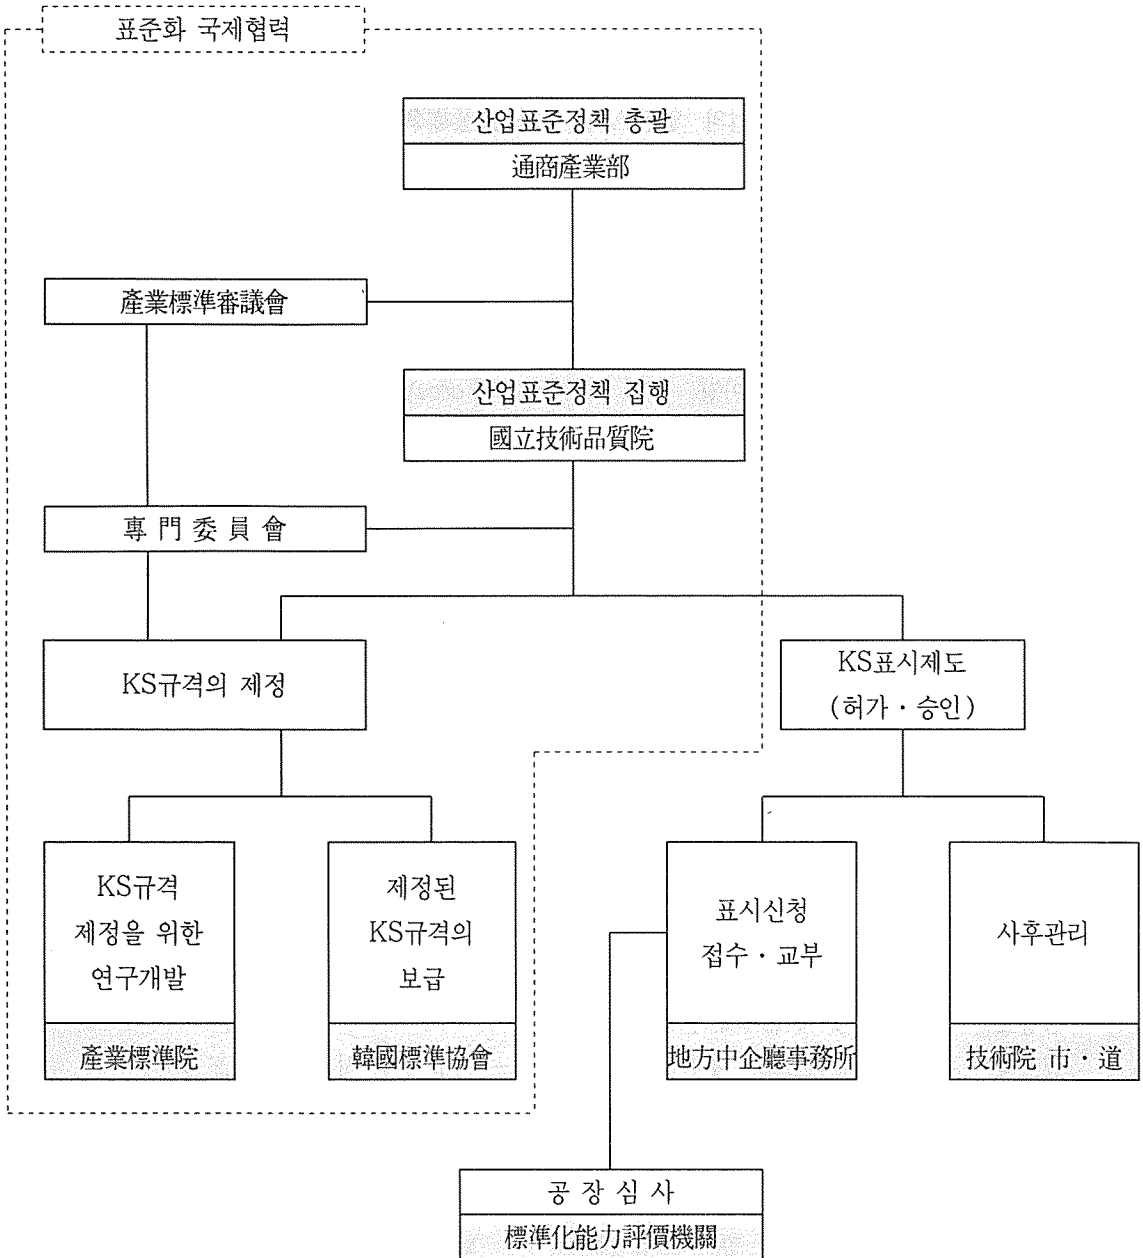 표준화 국제협력
산업표준정책 총괄
通商產業部
產業標準審議會
산업표준정책 집행
國立技術品質院
專門委員會
KS규격의 제정
KS표시제도
(허가 · 승인)
KS규격
제정을 위한
연구개발
產業標準院
제정된
KS규격의
보급
韓國標準協會
표시신청
접수 · 교부
地方中企廳事務所
사후관리
技術院 市 · 道
공장심사
標準化能力評價機關